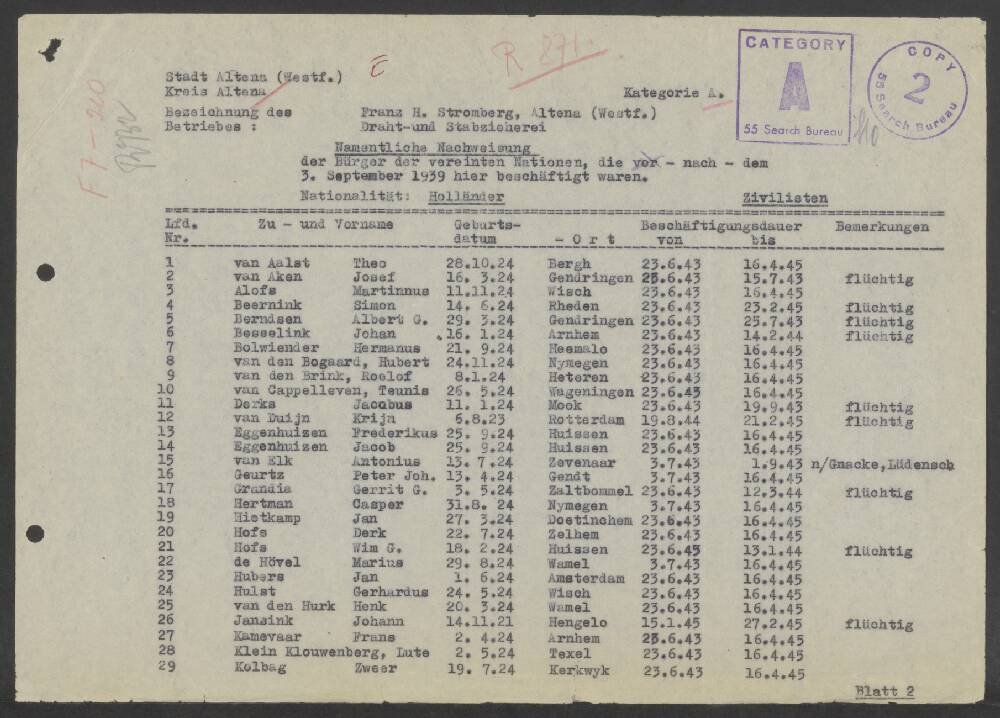 Stadt Altena (Westf.)
Kreis Altena
E
R 271.
Kategorie A.
CATEGORY
A
55 Search Bureau
COPY
2
55 Search Bureau
F7-240
Bezeichnung des Franz H. Stromberg, Altena (Westf.)
Betriebes : Draht-und Stabzieherei
Namentliche Nachweisung
der Bürger der vereinten Nationen, die vor - nach - dem
3. September 1939 hier beschäftigt waren.
Nationalität: Holländer Zivilisten
Lfd. Zu - und Vorname Geburts- Beschäftigungsdauer Bemerkungen
Nr. datum - O r t von bis
1 van Aalst Theo 28.10.24 Bergh 23.6.43 16.4.45
2 van Aken Josef 16. 3.24 Gendringen 23.6.43 15.7.43 flüchtig
3 Alofs Martinnus 11.11.24 Wisch 23.6.43 16.4.45
4 Beernink Simon 14. 6.24 Rheden 23.6.43 23.2.45 flüchtig
5 Berndsen Albert G. 29. 3.24 Gendringen 23.6.43 25.7.43 flüchtig
6 Besselink Johan 16. 1.24 Arnhem 23.6.43 14.2.44 flüchtig
7 Bolwiender Hermanus 21. 9.24 Heemalo 23.6.43 16.4.45
8 van den Bogaard, Hubert 24.11.24 Nymegen 23.6.43 16.4.45
9 van den Brink, Roelof 8.1.24 Heteren 23.6.43 16.4.45
10 van Cappelleven, Teunis 26. 5.24 Wageningen 23.6.45 16.4.45
11 Derks Jacobus 11. 1.24 Mook 23.6.43 19.9.43 flüchtig
12 van Duijn Krijn 6.8.23 Rotterdam 19.8.44 21.2.45 flüchtig
13 Eggenhuizen Frederikus 25. 9.24 Huissen 23.6.43 16.4.45
14 Eggenhuizen Jacob 25. 9.24 Huissen 23.6.43 16.4.45
15 van Elk Antonius 13. 7.24 Zevenaar 3.7.43 1.9.43 n/Gnacke,Lüdensch
16 Geurtz Peter Joh. 13. 4.24 Gendt 3.7.43 16.4.45
17 Grandia Gerrit G. 3. 5.24 Zaltbommel 23.6.43 12.3.44 flüchtig
18 Hertman Casper 31.8. 24 Nymegen 3.7.43 16.4.45
19 Hietkamp Jan 27. 3.24 Doetinchem 23.6.43 16.4.45
20 Hofs Derk 22. 7.24 Zelhem 23.6.43 16.4.45
21 Hofs Wim G. 18. 2.24 Huissen 23.6.45 13.1.44 flüchtig
22 de Hövel Marius 29. 8.24 Wamel 3.7.43 16.4.45
23 Hubers Jan 1. 6.24 Amsterdam 23.6.43 16.4.45
24 Hulst Gerhardus 24. 5.24 Wisch 23.6.43 16.4.45
25 van den Hurk Henk 20. 3.24 Wamel 23.6.43 16.4.45
26 Jansink Johann 14.11.21 Hengelo 15.1.45 27.2.45 flüchtig
27 Kamevaar Frans 2. 4.24 Arnhem 23.6.43 16.4.45
28 Klein Klouwenberg, Lute 2. 5.24 Texel 23.6.43 16.4.45
29 Kolbag Zweer 19. 7.24 Kerkwyk 23.6.43 16.4.45
Blatt 2